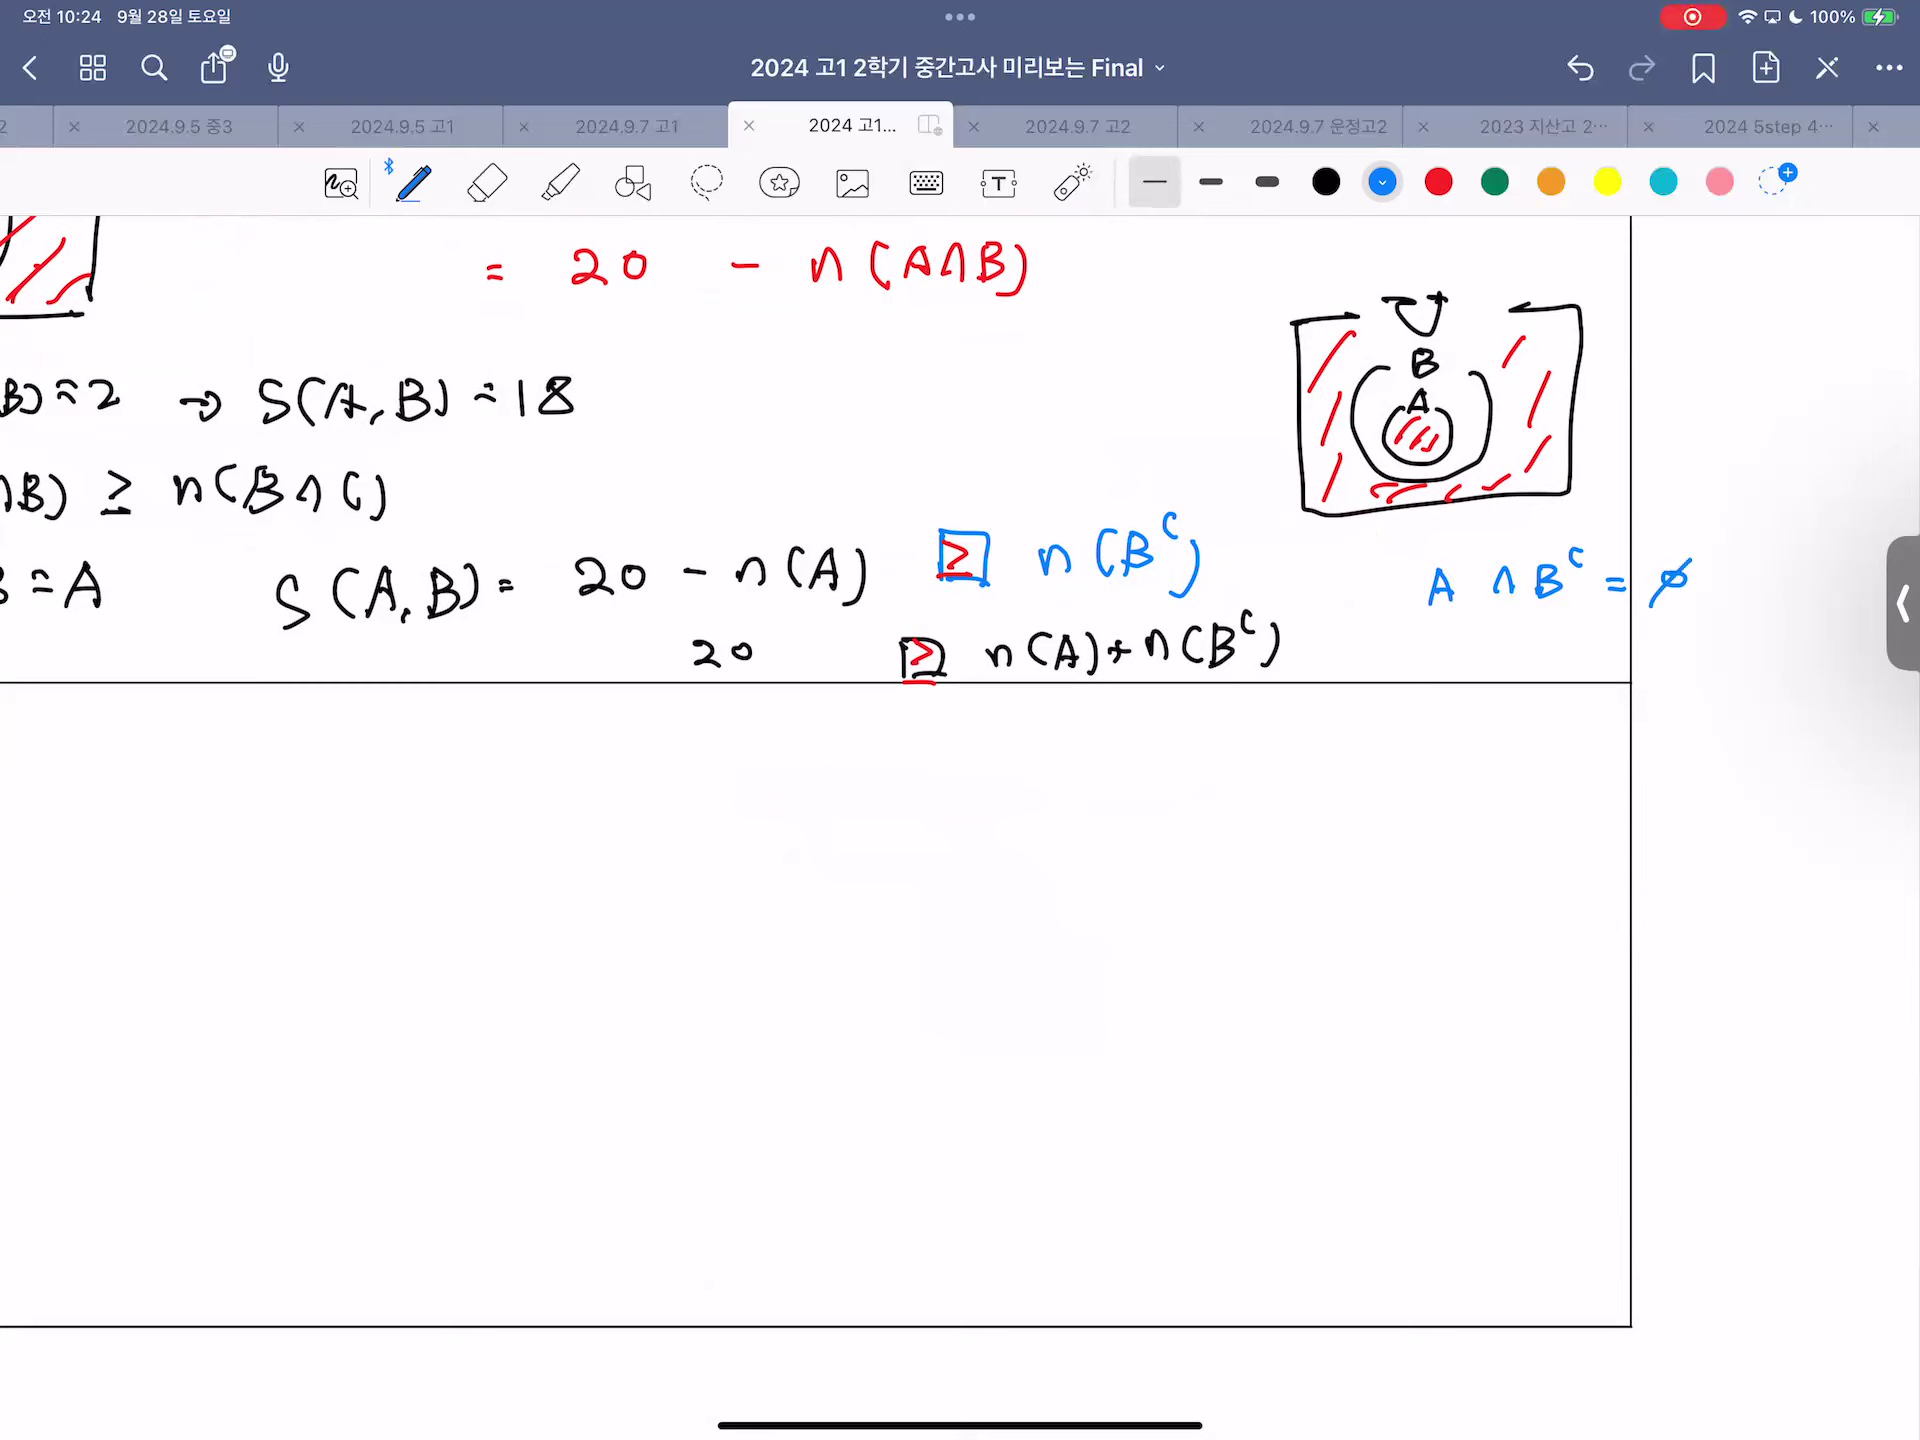 오전 10:24 9월 28일 토요일
100%
2024 고1 2학기 중간고사 미리보는 Final
2 2024.9.5 중3 2024.9.5 고1 2024.9.7 고1 2024 고1... 2024.9.7 고2 2024.9.7 운정고2 2023 지산고 2... 2024 5step 4...
= 20 - n(A∩B)
B
A
B)=2 → S(A,B)=18
∩B) ≥ n(B∩C)
B=A S(A,B)= 20 - n(A) ≥ n(B^C) A∩B^C = ∅
20 ≥ n(A)+n(B^C)